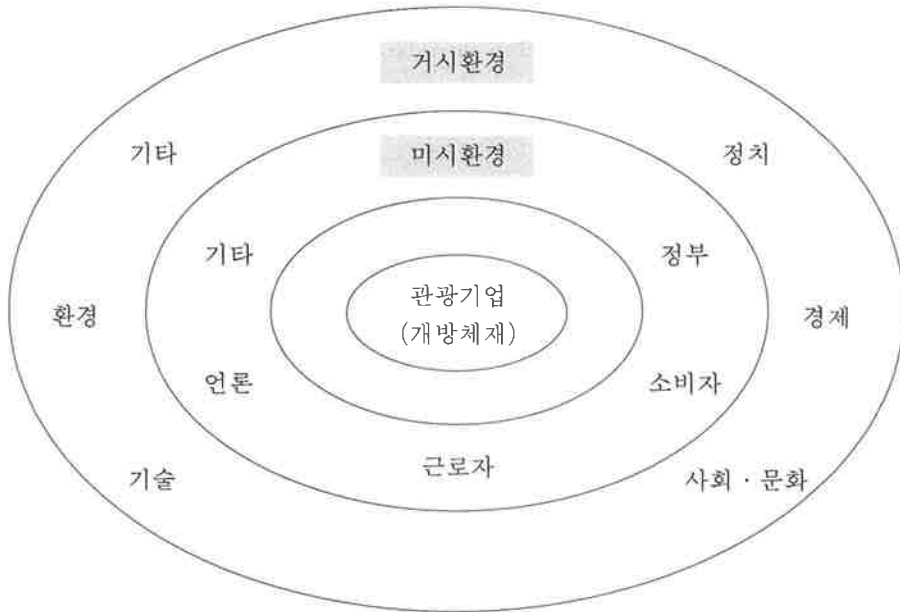 거시환경
기타
정치
미시환경
기타
정부
관광기업
(개방체재)
환경
경제
언론
소비자
근로자
기술
사회 · 문화